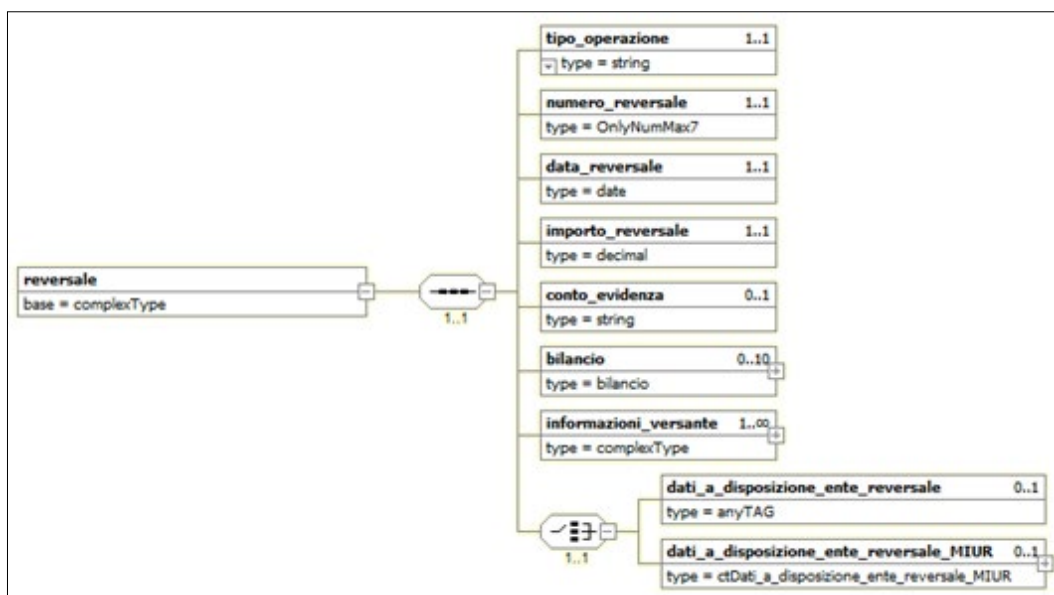 tipo_operazione 1..1
type = string
numero_reversale 1..1
type = OnlyNumMax7
data_reversale 1..1
type = date
importo_reversale 1..1
type = decimal
reversale
base = complexType
1..1
conto_evidenza 0..1
type = string
bilancio 0..10
type = bilancio
informazioni_versante 1..∞
type = complexType
dati_a_disposizione_ente_reversale 0..1
type = anyTAG
1..1
dati_a_disposizione_ente_reversale_MIUR 0..1
type = ctDati_a_disposizione_ente_reversale_MIUR